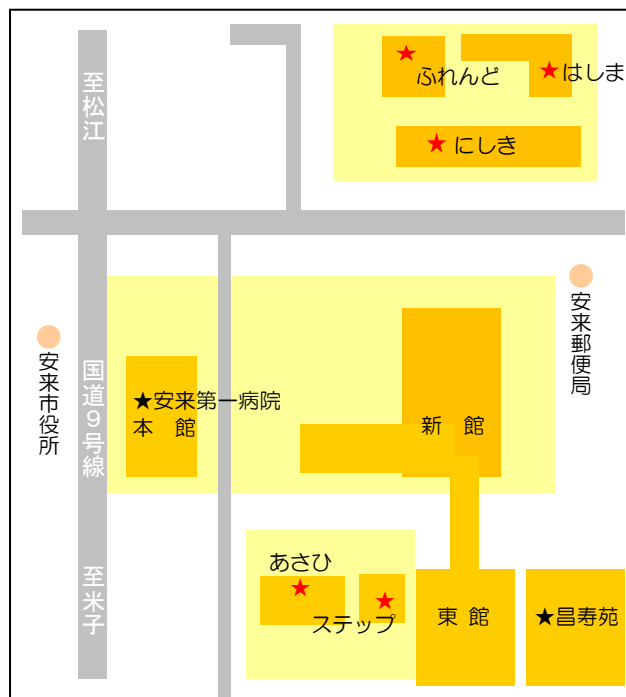 至松江
ふれんど
はしま
にしき
安来郵便局
安来市役所
国道9号線
★安来第一病院
本 館
新 館
至米子
あさひ
ステップ
東 館
★昌寿苑